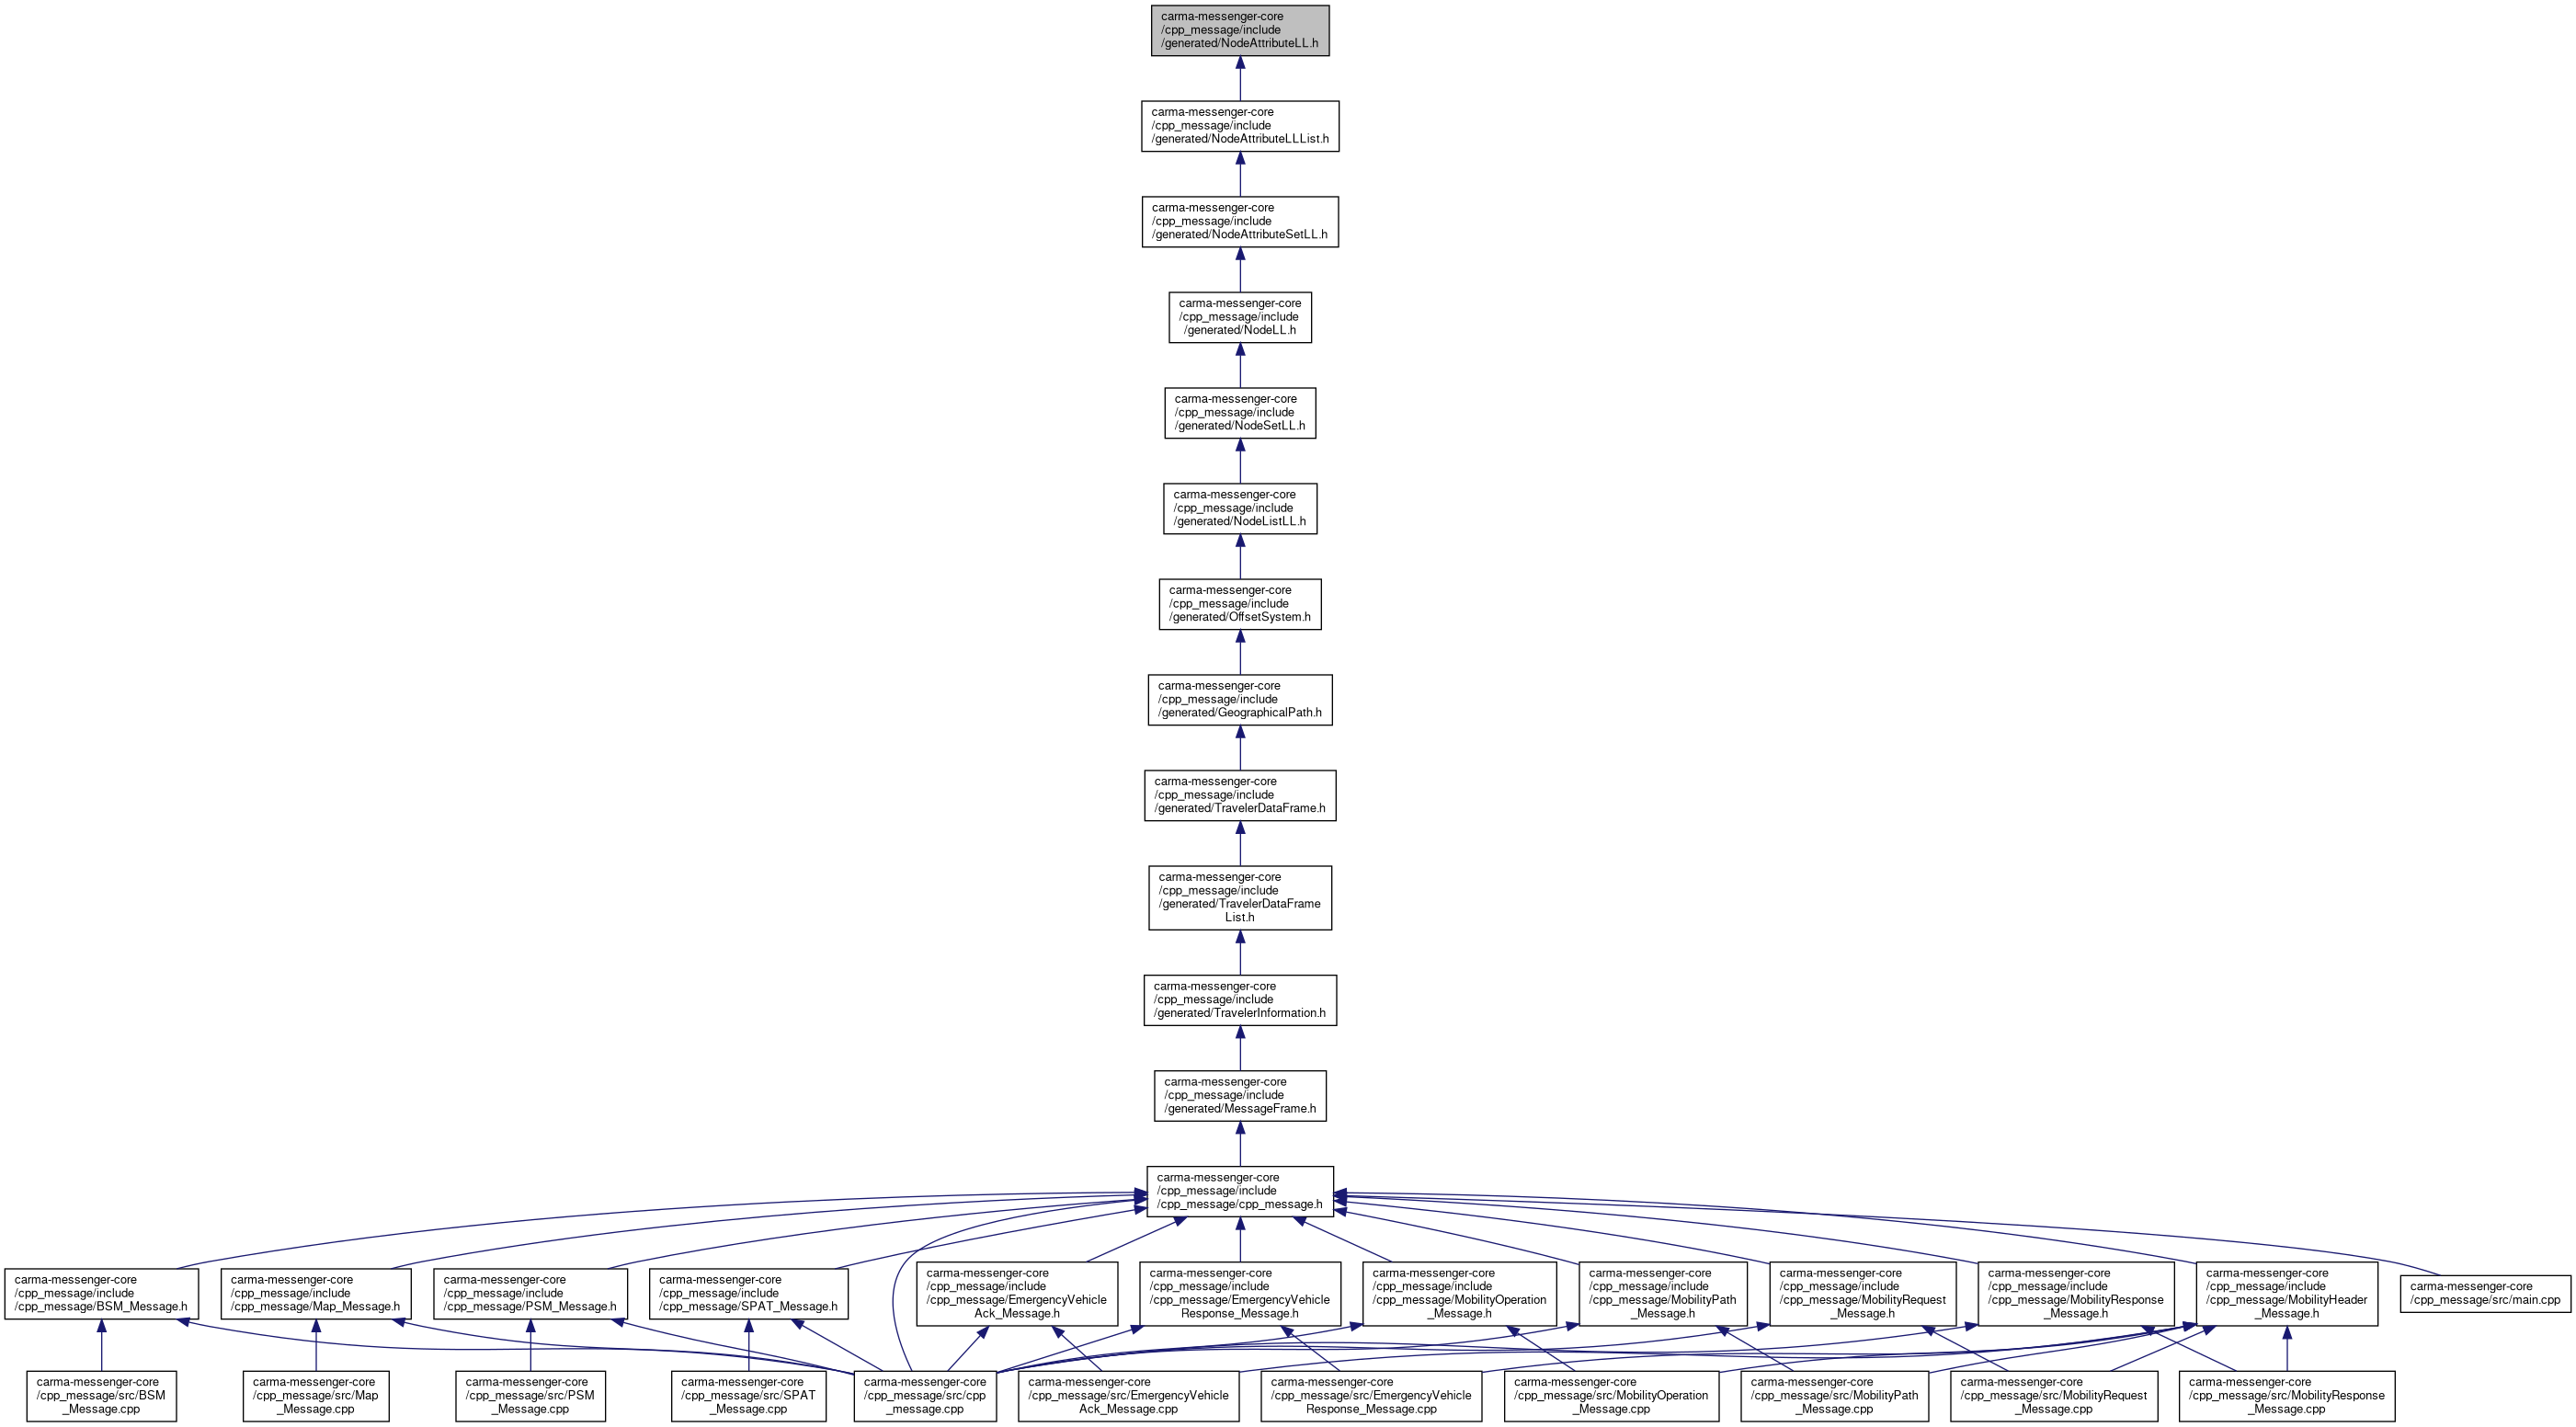 carma-messenger-core
/cpp_message/include
/generated/NodeAttributeLL.h
carma-messenger-core
/cpp_message/include
/generated/NodeAttributeLLList.h
carma-messenger-core
/cpp_message/include
/generated/NodeAttributeSetLL.h
carma-messenger-core
/cpp_message/include
/generated/NodeLL.h
carma-messenger-core
/cpp_message/include
/generated/NodeSetLL.h
carma-messenger-core
/cpp_message/include
/generated/NodeListLL.h
carma-messenger-core
/cpp_message/include
/generated/OffsetSystem.h
carma-messenger-core
/cpp_message/include
/generated/GeographicalPath.h
carma-messenger-core
/cpp_message/include
/generated/TravelerDataFrame.h
carma-messenger-core
/cpp_message/include
/generated/TravelerDataFrame
List.h
carma-messenger-core
/cpp_message/include
/generated/TravelerInformation.h
carma-messenger-core
/cpp_message/include
/generated/MessageFrame.h
carma-messenger-core
/cpp_message/include
/cpp_message/cpp_message.h
carma-messenger-core
/cpp_message/include
/cpp_message/BSM_Message.h
carma-messenger-core
/cpp_message/include
/cpp_message/Map_Message.h
carma-messenger-core
/cpp_message/include
/cpp_message/PSM_Message.h
carma-messenger-core
/cpp_message/include
/cpp_message/SPAT_Message.h
carma-messenger-core
/cpp_message/include
/cpp_message/EmergencyVehicle
Ack_Message.h
carma-messenger-core
/cpp_message/include
/cpp_message/EmergencyVehicle
Response_Message.h
carma-messenger-core
/cpp_message/include
/cpp_message/MobilityOperation
_Message.h
carma-messenger-core
/cpp_message/include
/cpp_message/MobilityPath
_Message.h
carma-messenger-core
/cpp_message/include
/cpp_message/MobilityRequest
_Message.h
carma-messenger-core
/cpp_message/include
/cpp_message/MobilityResponse
_Message.h
carma-messenger-core
/cpp_message/include
/cpp_message/MobilityHeader
_Message.h
carma-messenger-core
/cpp_message/src/main.cpp
carma-messenger-core
/cpp_message/src/BSM
_Message.cpp
carma-messenger-core
/cpp_message/src/Map
_Message.cpp
carma-messenger-core
/cpp_message/src/PSM
_Message.cpp
carma-messenger-core
/cpp_message/src/SPAT
_Message.cpp
carma-messenger-core
/cpp_message/src/cpp
_message.cpp
carma-messenger-core
/cpp_message/src/EmergencyVehicle
Ack_Message.cpp
carma-messenger-core
/cpp_message/src/EmergencyVehicle
Response_Message.cpp
carma-messenger-core
/cpp_message/src/MobilityOperation
_Message.cpp
carma-messenger-core
/cpp_message/src/MobilityPath
_Message.cpp
carma-messenger-core
/cpp_message/src/MobilityRequest
_Message.cpp
carma-messenger-core
/cpp_message/src/MobilityResponse
_Message.cpp